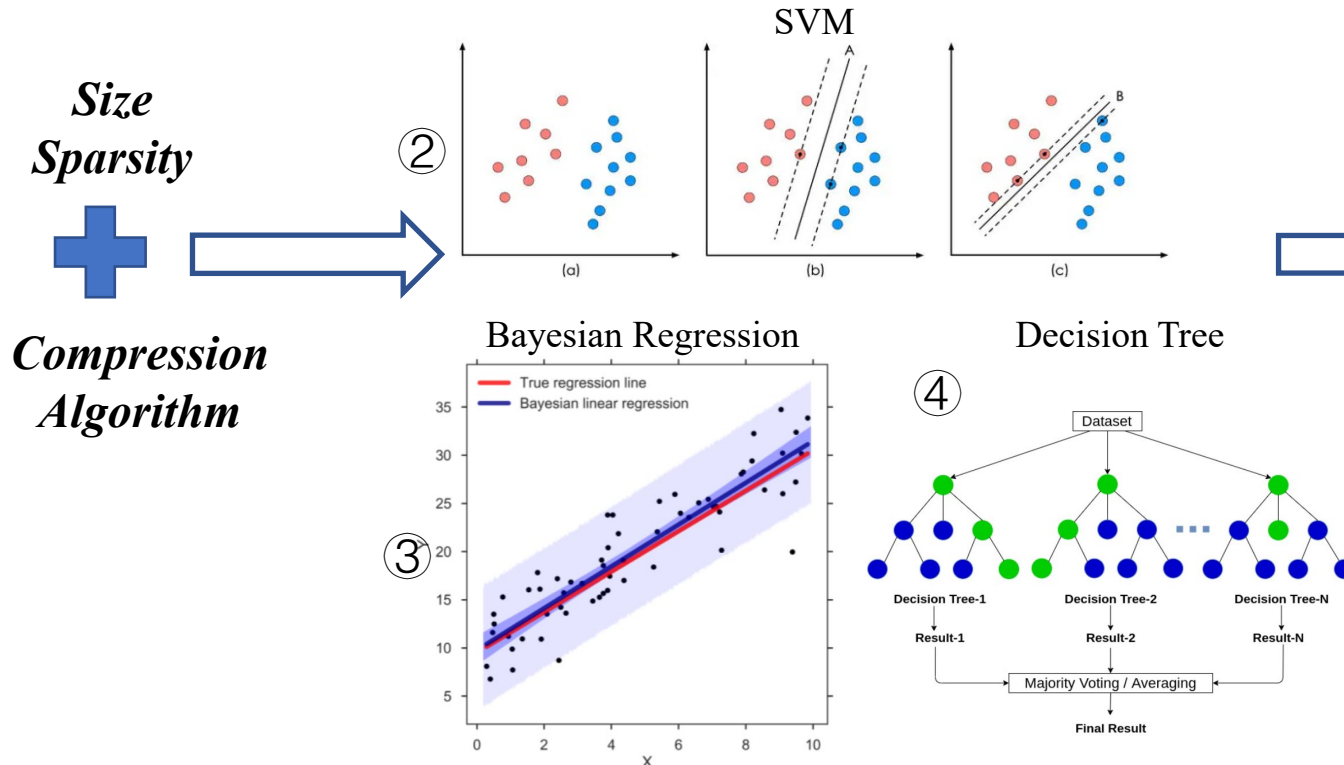 Size
Sparsity
Compression
Algorithm
SVM
②
A
B
(a)
(b)
(c)
Bayesian Regression
③
True regression line
Bayesian linear regression
35
30
25
20
15
10
5
0
2
4
6
8
10
X
Decision Tree
④
Dataset
Decision Tree-1
Decision Tree-2
Decision Tree-N
Result-1
Result-2
Result-N
Majority Voting / Averaging
Final Result